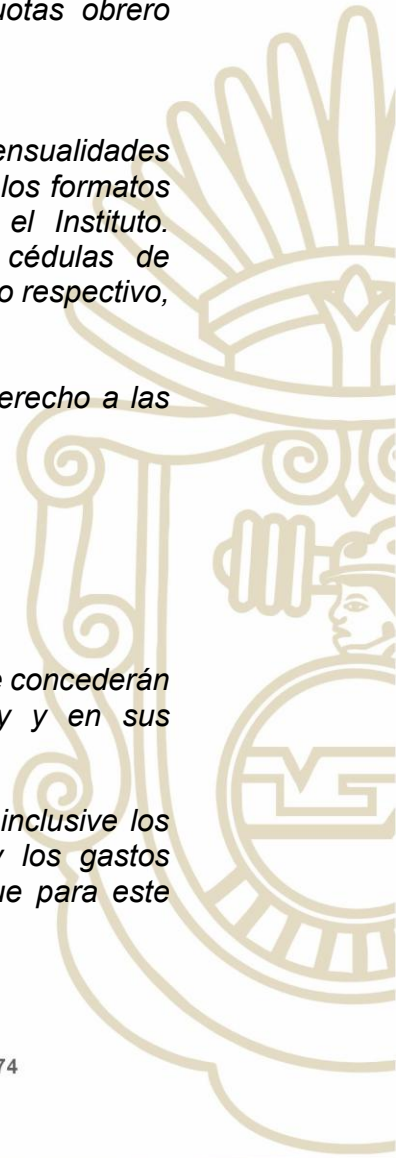 uotas obrero
ensualidades
los formatos
el Instituto.
cédulas de
o respectivo,
erecho a las
e concederán
y y en sus
inclusive los
los gastos
ue para este
74